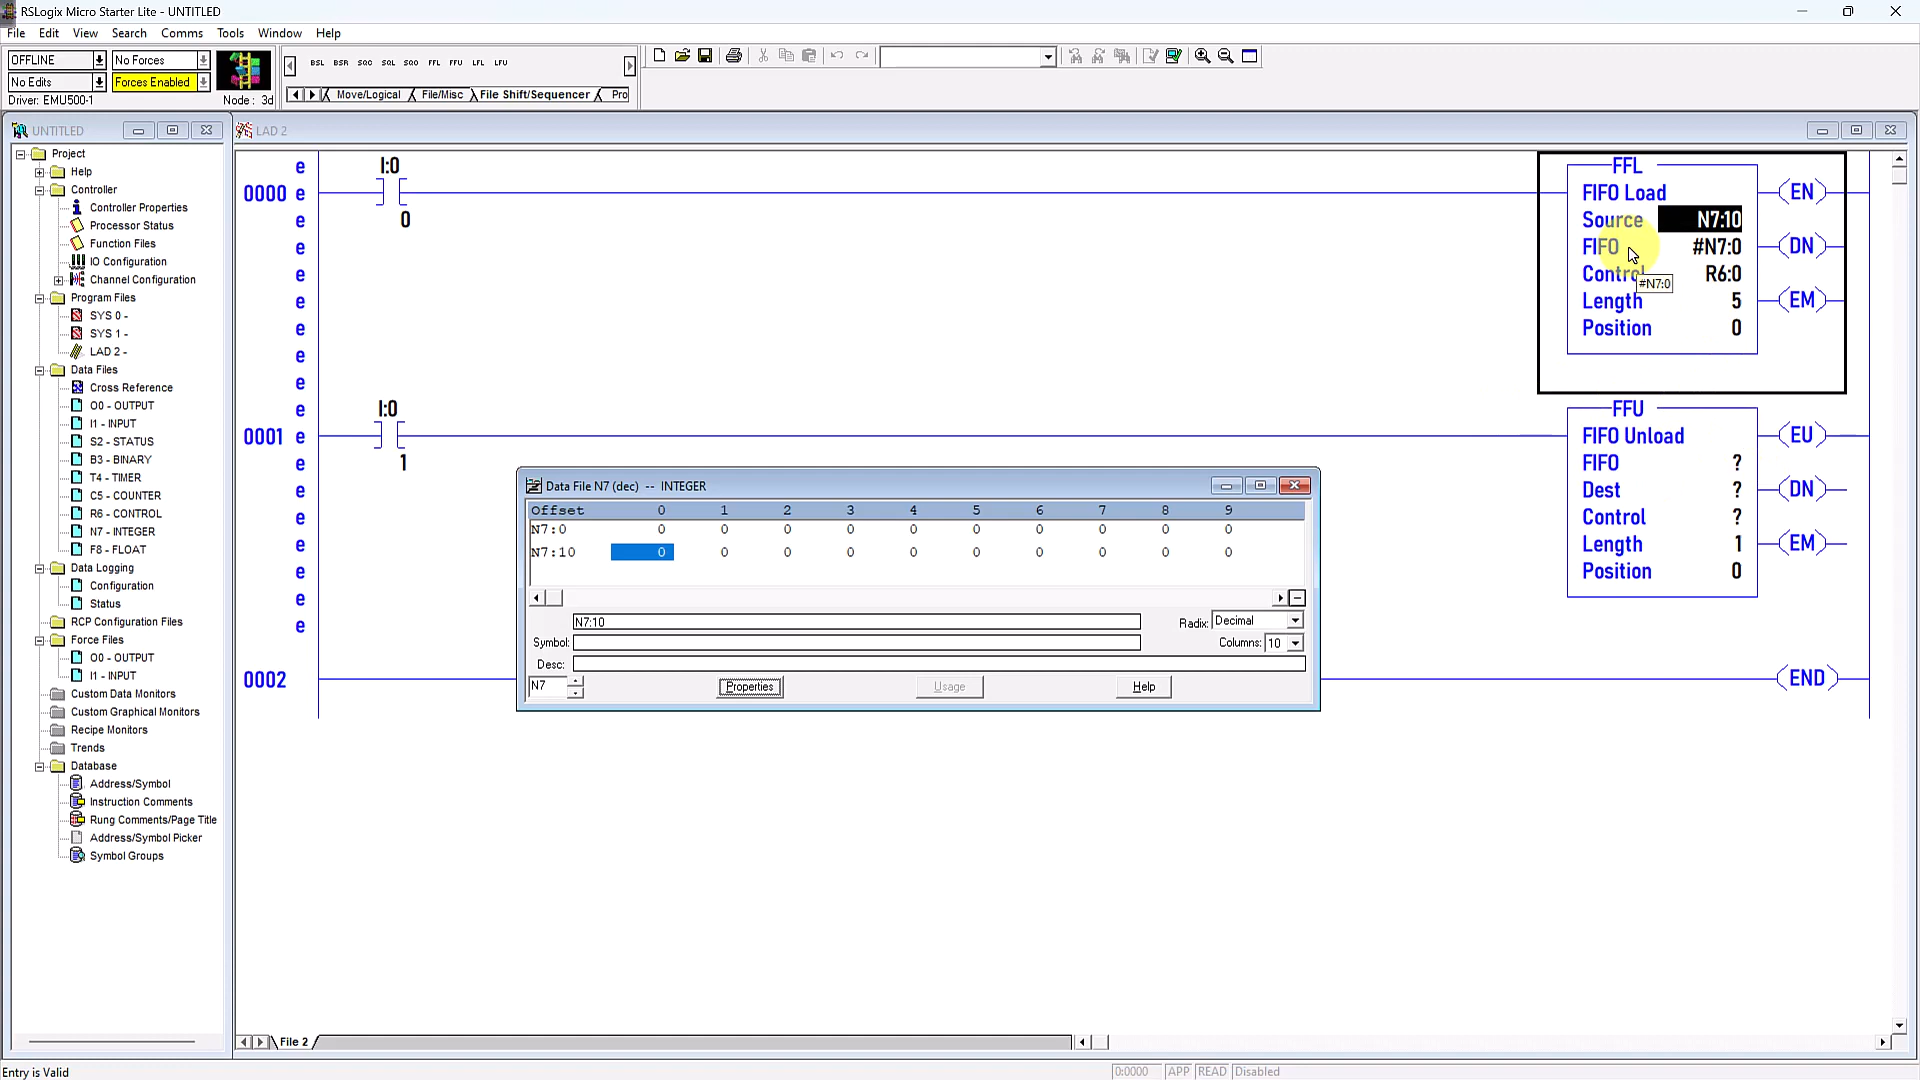 RSLogix Micro Starter Lite - UNTITLED
File Edit View Search Comms Tools Window Help
OFFLINE No Forces
No Edits Forces Enabled
Driver: EMU500-1 Node: 3d
BSL BSR SQC SQL SQO FFL FFU LFL LFU
Move/Logical File/Misc File Shift/Sequencer Pro
UNTITLED
Project
Help
Controller
Controller Properties
Processor Status
Function Files
IO Configuration
Channel Configuration
Program Files
SYS 0 -
SYS 1 -
LAD 2 -
Data Files
Cross Reference
O0 - OUTPUT
I1 - INPUT
S2 - STATUS
B3 - BINARY
T4 - TIMER
C5 - COUNTER
R6 - CONTROL
N7 - INTEGER
F8 - FLOAT
Data Logging
Configuration
Status
RCP Configuration Files
Force Files
O0 - OUTPUT
I1 - INPUT
Custom Data Monitors
Custom Graphical Monitors
Recipe Monitors
Trends
Database
Address/Symbol
Instruction Comments
Rung Comments/Page Title
Address/Symbol Picker
Symbol Groups
LAD 2
e
0000 e
e
e
e
e
e
e
e
I:0
0
FFL
FIFO Load
Source N7:10
FIFO #N7:0
Control R6:0
Length 5
Position 0
EN
DN
EM
#N7:0
e
0001 e
e
e
e
e
e
e
e
I:0
1
FFU
FIFO Unload
FIFO ?
Dest ?
Control ?
Length 1
Position 0
EU
DN
EM
0002
END
Data File N7 (dec) -- INTEGER
Offset 0 1 2 3 4 5 6 7 8 9
N7:0 0 0 0 0 0 0 0 0 0 0
N7:10 0 0 0 0 0 0 0 0 0 0
N7:10
Radix: Decimal
Symbol:
Columns: 10
Desc:
N7
Properties Usage Help
File 2
Entry is Valid
0:0000 APP READ Disabled